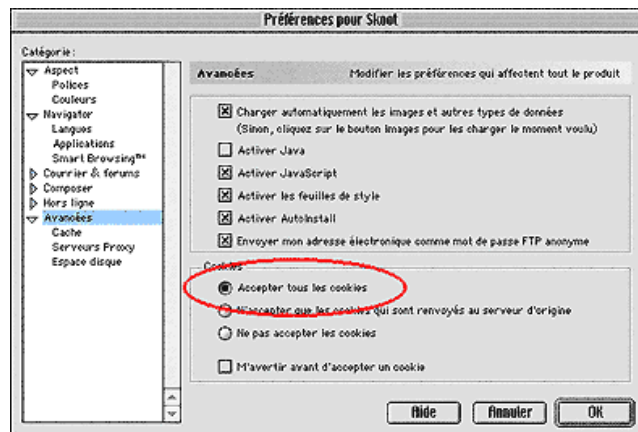 Préférences pour Skoot
Catégorie :
Aspect
Polices
Couleurs
Navigator
Langues
Applications
Smart Browsing™
Courrier & forums
Composer
Hors ligne
Avancées
Cache
Serveurs Proxy
Espace disque
Avancées Modifier les préférences qui affectent tout le produit
Charger automatiquement les images et autres types de données
(Sinon, cliquez sur le bouton Images pour les charger le moment voulu)
Activer Java
Activer JavaScript
Activer les feuilles de style
Activer AutoInstall
Envoyer mon adresse électronique comme mot de passe FTP anonyme
Cookies
Accepter tous les cookies
N'accepter que les cookies qui sont renvoyés au serveur d'origine
Ne pas accepter les cookies
M'avertir avant d'accepter un cookie
Aide Annuler OK